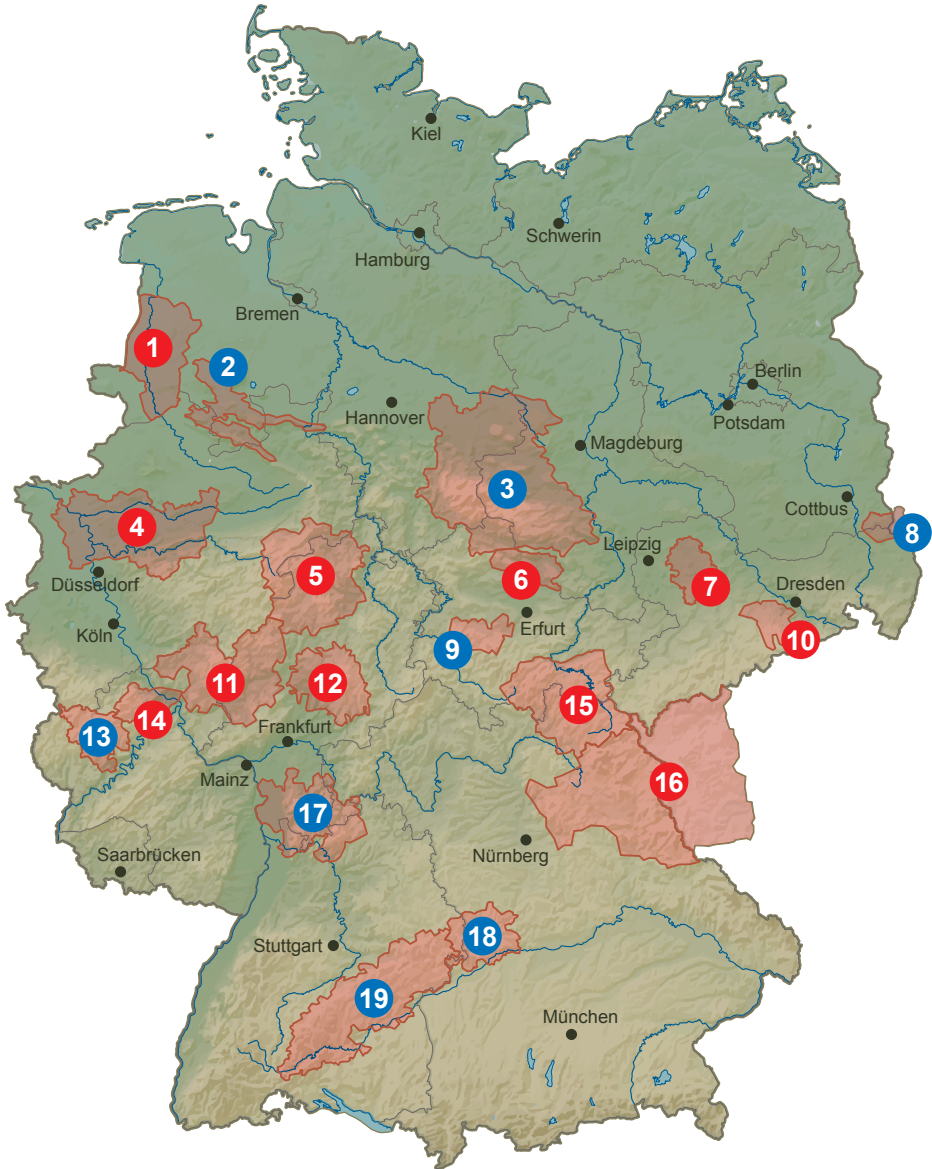 Kiel
Schwerin
Hamburg
Bremen
1
2
Berlin
Hannover
Potsdam
Magdeburg
3
Cottbus
4
8
Leipzig
5
6
7
Düsseldorf
Dresden
Köln
Erfurt
10
9
11
12
15
14
13
Frankfurt
Mainz
16
17
Nürnberg
Saarbrücken
18
Stuttgart
19
München